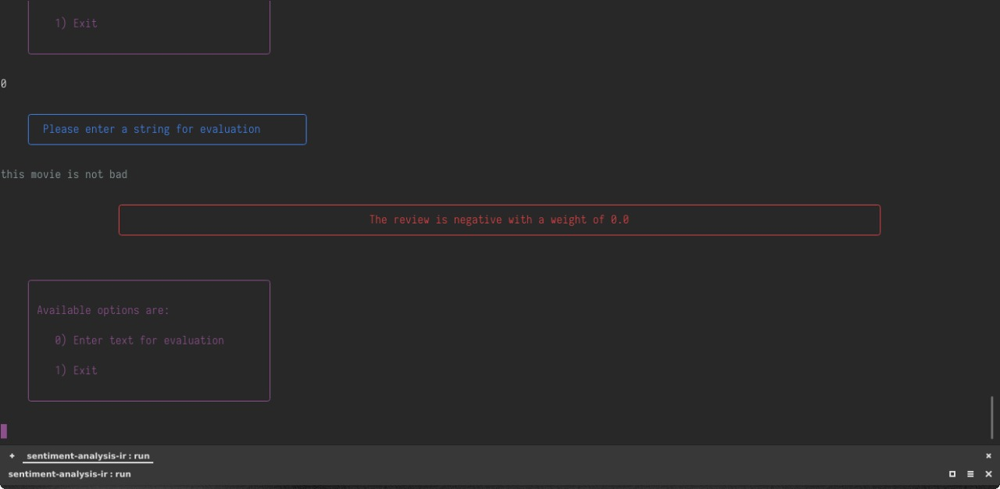 1) Exit
0
Please enter a string for evaluation
this movie is not bad
The review is negative with a weight of 0.0
Available options are:
0) Enter text for evaluation
1) Exit
sentiment-analysis-ir : run
sentiment-analysis-ir : run